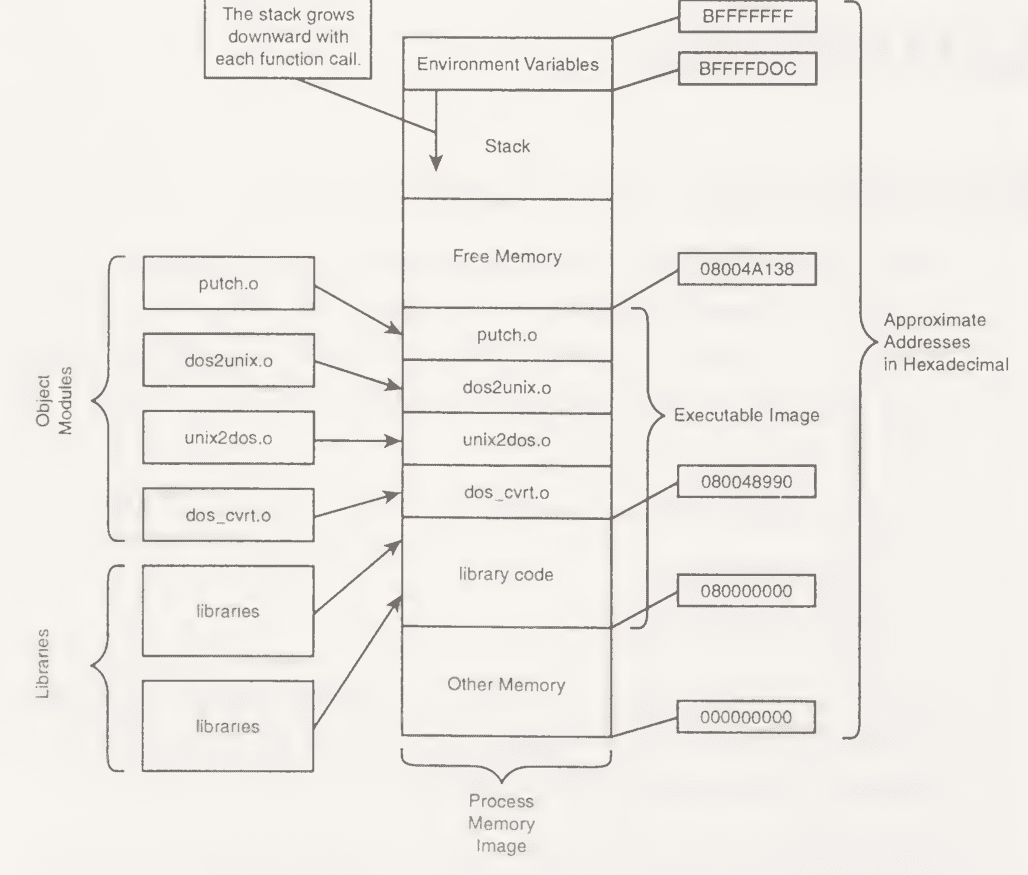 The stack grows
downward with
each function call.
BFFFFFFF
Environment Variables
BFFFFDOC
Stack
Free Memory
08004A138
Object
Modules
putch.o
dos2unix.o
unix2dos.o
dos_cvrt.o
putch.o
dos2unix.o
unix2dos.o
dos_cvrt.o
library code
Executable Image
Approximate
Addresses
in Hexadecimal
080048990
080000000
Libraries
libraries
libraries
Other Memory
000000000
Process
Memory
Image